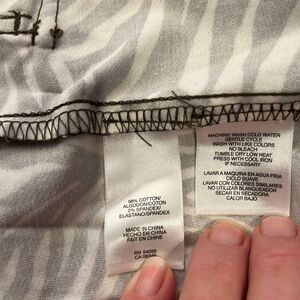 98% COTTON/
ALGODON/COTON
2% SPANDEX/
ELASTANO/SPANDEX
MADE IN CHINA
HECHO EN CHINA
FAIT EN CHINE
RN 54050
MACHINE WASH COLD WATER
GENTLE CYCLE
WASH WITH LIKE COLORS
NO BLEACH
TUMBLE DRY LOW HEAT
PRESS WITH COOL IRON
IF NECESSARY
LAVAR A MAQUINA EN AGUA FRIA
CICLO SUAVE
LAVAR CON COLORES SIMILARES
NO UTILIZAR BLANQUEADOR
SECAR EN SECADORA
CALOR BAJO